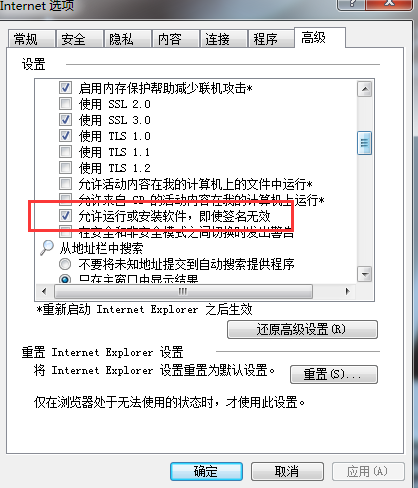 Internet 选项
常规 安全 隐私 内容 连接 程序 高级
设置
启用内存保护帮助减少联机攻击*
使用 SSL 2.0
使用 SSL 3.0
使用 TLS 1.0
使用 TLS 1.1
使用 TLS 1.2
允许活动内容在我的计算机上的文件中运行*
允许来自 CD 的活动内容在我的计算机上运行*
允许运行或安装软件，即使签名无效
在安全和非安全模式之间切换时发出警告
从地址栏中搜索
不要将未知地址提交到自动搜索提供程序
只在主窗口中显示结果
*重新启动 Internet Explorer 之后生效
还原高级设置(R)
重置 Internet Explorer 设置
将 Internet Explorer 设置重置为默认设置。
重置(S)...
仅在浏览器处于无法使用的状态时，才使用此设置。
确定 取消 应用(A)